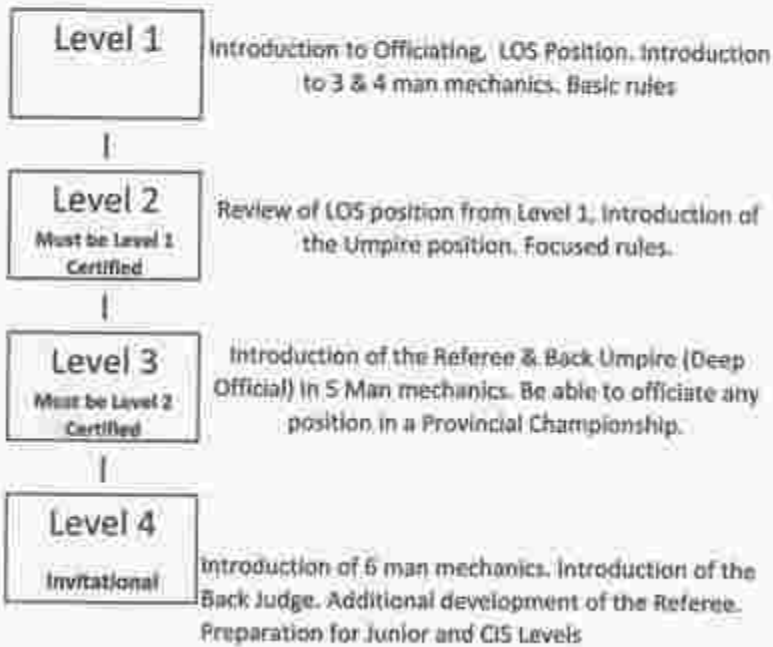 Level 1
Introduction to Officiating, LOS Position. Introduction
to 3 & 4 man mechanics. Basic rules
Level 2
Must be Level 1
Certified
Review of LOS position from Level 1, Introduction of
the Umpire position. Focused rules.
Level 3
Must be Level 2
Certified
Introduction of the Referee & Back Umpire (Deep
Official) in 5 Man mechanics. Be able to officiate any
position in a Provincial Championship.
Level 4
Invitational
Introduction of 6 man mechanics. Introduction of the
Back Judge. Additional development of the Referee.
Preparation for Junior and CIS Levels